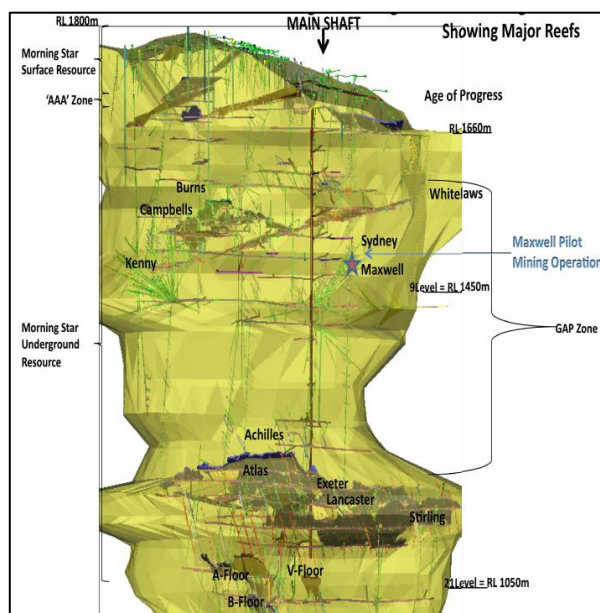 RL 1800m
MAIN SHAFT
Showing Major Reefs
Morning Star
Surface Resource
'AAA' Zone
Age of Progress
RL 1660m
Burns
Campbells
Whitelaws
Kenny
Sydney
Maxwell
Maxwell Pilot
Mining Operation
9Level = RL 1450m
GAP Zone
Morning Star
Underground
Resource
Achilles
Atlas
Exeter
Lancaster
Stirling
A-Floor
V-Floor
B-Floor
21Level = RL 1050m